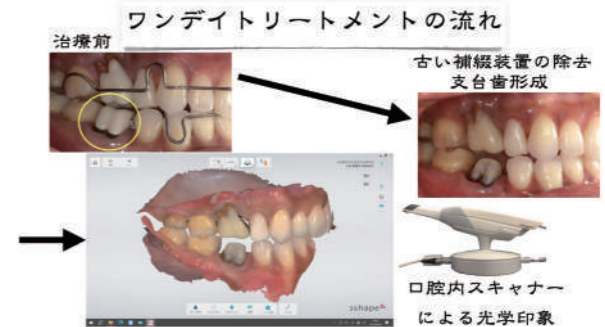 ワンデイトリートメントの流れ
治療前
古い補綴装置の除去
支台歯形成
3shape
口腔内スキャナー
による光学印象